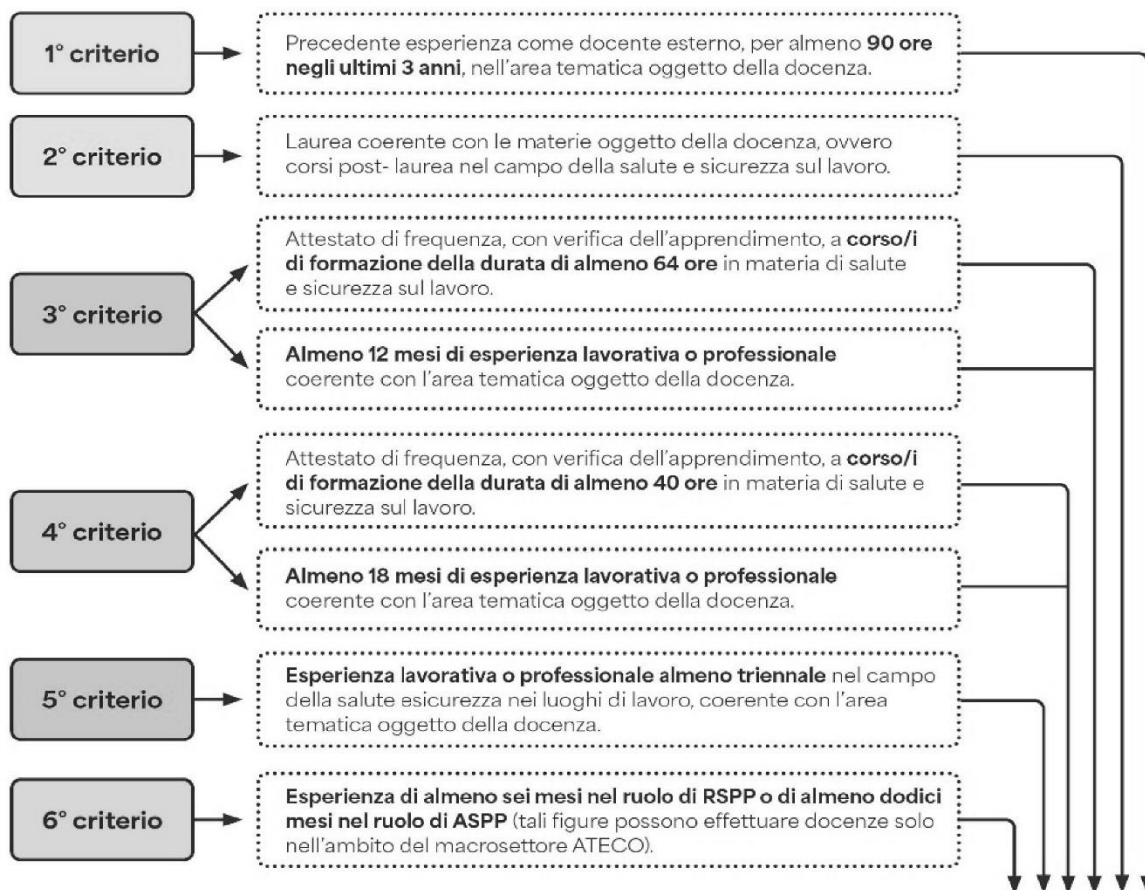 1° criterio
Precedente esperienza come docente esterno, per almeno 90 ore
negli ultimi 3 anni, nell'area tematica oggetto della docenza.
2° criterio
Laurea coerente con le materie oggetto della docenza, ovvero
corsi post- laurea nel campo della salute e sicurezza sul lavoro.
3° criterio
Attestato di frequenza, con verifica dell'apprendimento, a corso/i
di formazione della durata di almeno 64 ore in materia di salute
e sicurezza sul lavoro.
Almeno 12 mesi di esperienza lavorativa o professionale
coerente con l'area tematica oggetto della docenza.
4° criterio
Attestato di frequenza, con verifica dell'apprendimento, a corso/i
di formazione della durata di almeno 40 ore in materia di salute e
sicurezza sul lavoro.
Almeno 18 mesi di esperienza lavorativa o professionale
coerente con l'area tematica oggetto della docenza.
5° criterio
Esperienza lavorativa o professionale almeno triennale nel campo
della salute esicurezza nei luoghi di lavoro, coerente con l'area
tematica oggetto della docenza.
6° criterio
Esperienza di almeno sei mesi nel ruolo di RSPP o di almeno dodici
mesi nel ruolo di ASPP (tali figure possono effettuare docenze solo
nell'ambito del macrosettore ATECO).